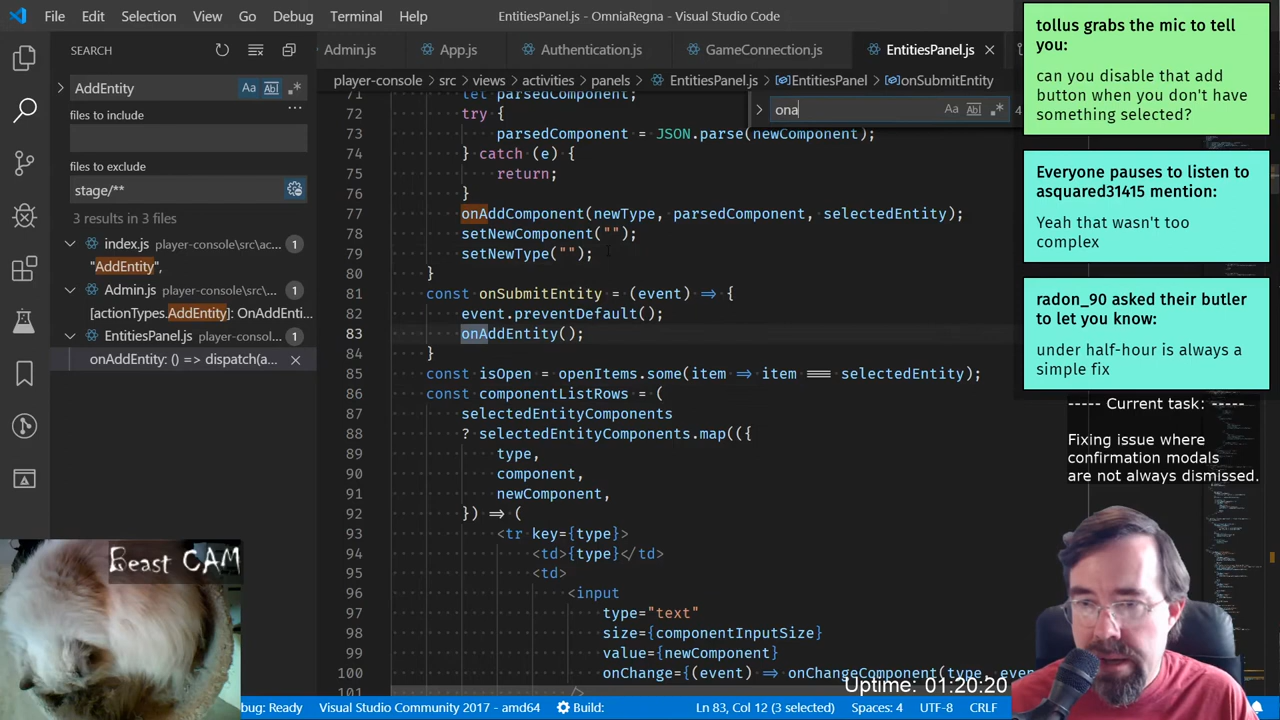 File Edit Selection View Go Debug Terminal Help
EntitiesPanel.js - OmniaRegna - Visual Studio Code
SEARCH
AddEntity
files to include
files to exclude
stage/**
3 results in 3 files
index.js player-console\src\ac... 1
"AddEntity",
Admin.js player-console\src\... 1
[actionTypes.AddEntity]: OnAddEnti...
EntitiesPanel.js player-console\... 1
onAddEntity: () => dispatch(a...
Admin.js App.js Authentication.js GameConnection.js EntitiesPanel.js
player-console > src > views > activities > panels > EntitiesPanel.js > EntitiesPanel > onSubmitEntity
ona
71 let parsedComponent;
72 try {
73 parsedComponent = JSON.parse(newComponent);
74 } catch (e) {
75 return;
76 }
77 onAddComponent(newType, parsedComponent, selectedEntity);
78 setNewComponent("");
79 setNewType("");
80 }
81 const onSubmitEntity = (event) => {
82 event.preventDefault();
83 onAddEntity();
84 }
85 const isOpen = openItems.some(item => item === selectedEntity);
86 const componentListRows = (
87 selectedEntityComponents
88 ? selectedEntityComponents.map(({
89 type,
90 component,
91 newComponent,
92 }) => (
93 <tr key={type}>
94 <td>{type}</td>
95 <td>
96 <input
97 type="text"
98 size={componentInputSize}
99 value={newComponent}
100 onChange={(event) => onChangeComponent(type, eve
101 />
tollus grabs the mic to tell
you:
can you disable that add
button when you don't have
something selected?
Everyone pauses to listen to
asquared31415 mention:
Yeah that wasn't too
complex
radon_90 asked their butler
to let you know:
under half-hour is always a
simple fix
----- Current task: -----
Fixing issue where
confirmation modals
are not always dismissed.
Beast CAM
Uptime: 01:20:20
bug: Ready Visual Studio Community 2017 - amd64 Build: Ln 83, Col 12 (3 selected) Spaces: 4 UTF-8 CRLF